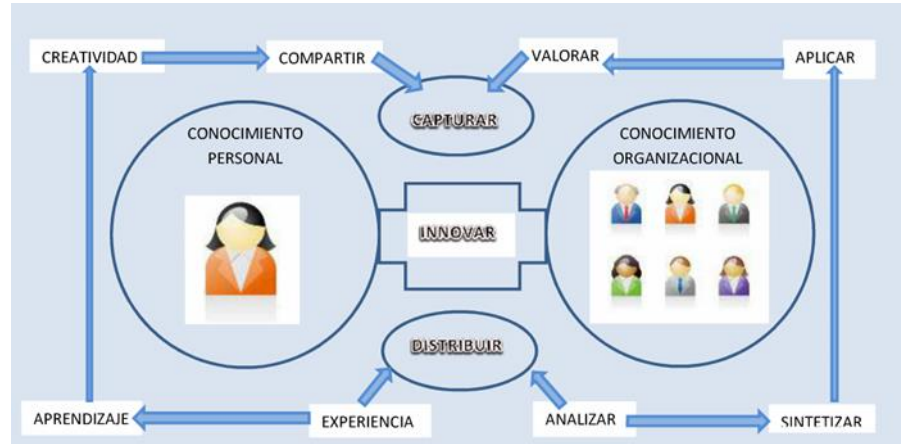 CREATIVIDAD
COMPARTIR
VALORAR
APLICAR
CAPTURAR
CONOCIMIENTO
PERSONAL
CONOCIMIENTO
ORGANIZACIONAL
INNOVAR
DISTRIBUIR
APRENDIZAJE
EXPERIENCIA
ANALIZAR
SINTETIZAR